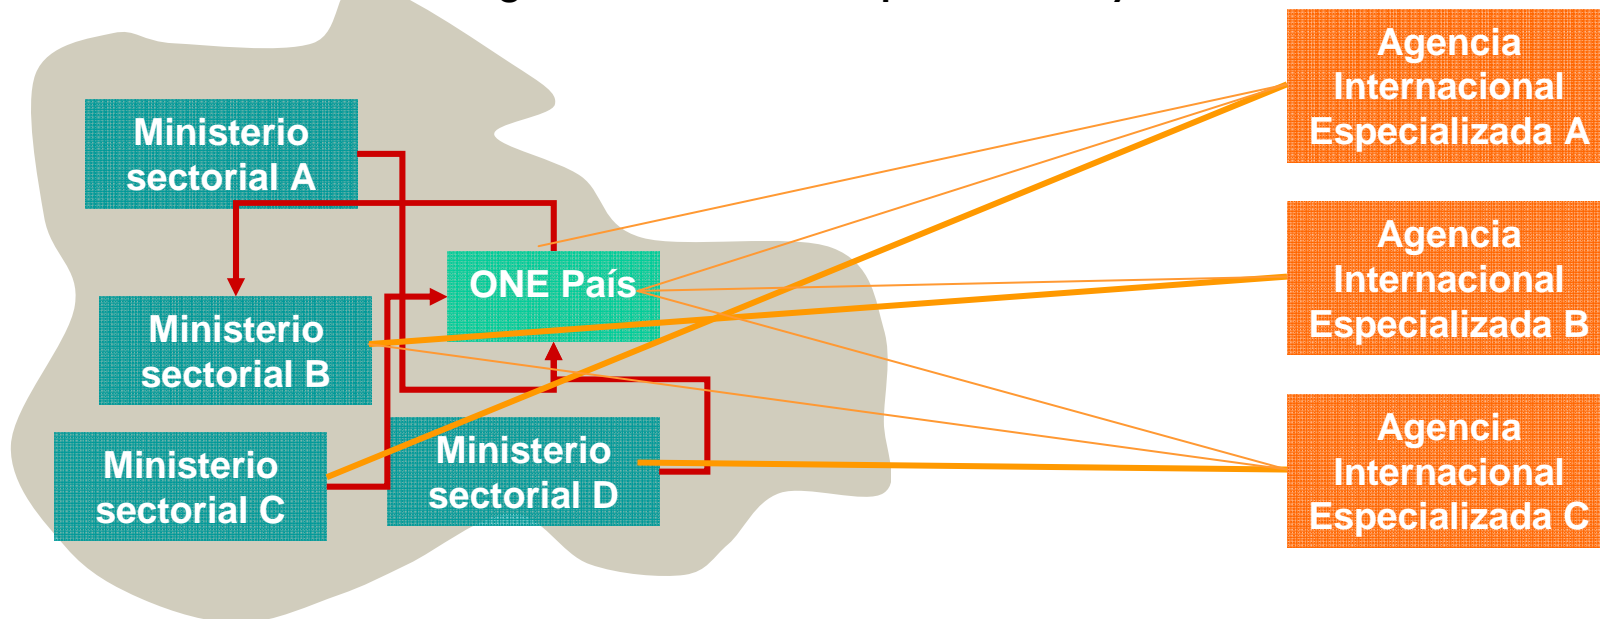 Agencia
Internacional
Especializada A
Ministerio
sectorial A
Agencia
Internacional
Especializada B
ONE País
Ministerio
sectorial B
Agencia
Internacional
Especializada C
Ministerio
sectorial C
Ministerio
sectorial D